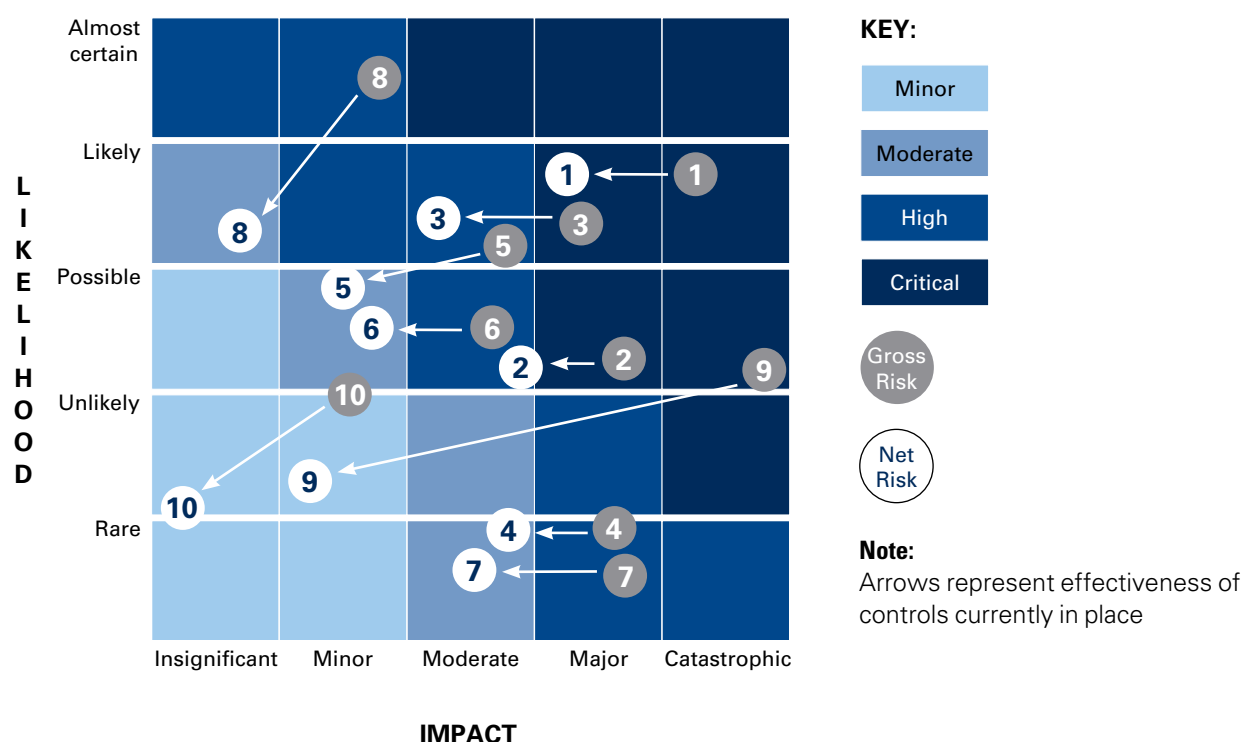 Almost
certain
Likely
Possible
Unlikely
Rare
L
I
K
E
L
I
H
O
O
D
8
8
1
1
3
3
5
5
6
6
2
2
9
10
9
10
4
4
7
7
Insignificant
Minor
Moderate
Major
Catastrophic
IMPACT
KEY:
Minor
Moderate
High
Critical
Gross
Risk
Net
Risk
Note:
Arrows represent effectiveness of
controls currently in place